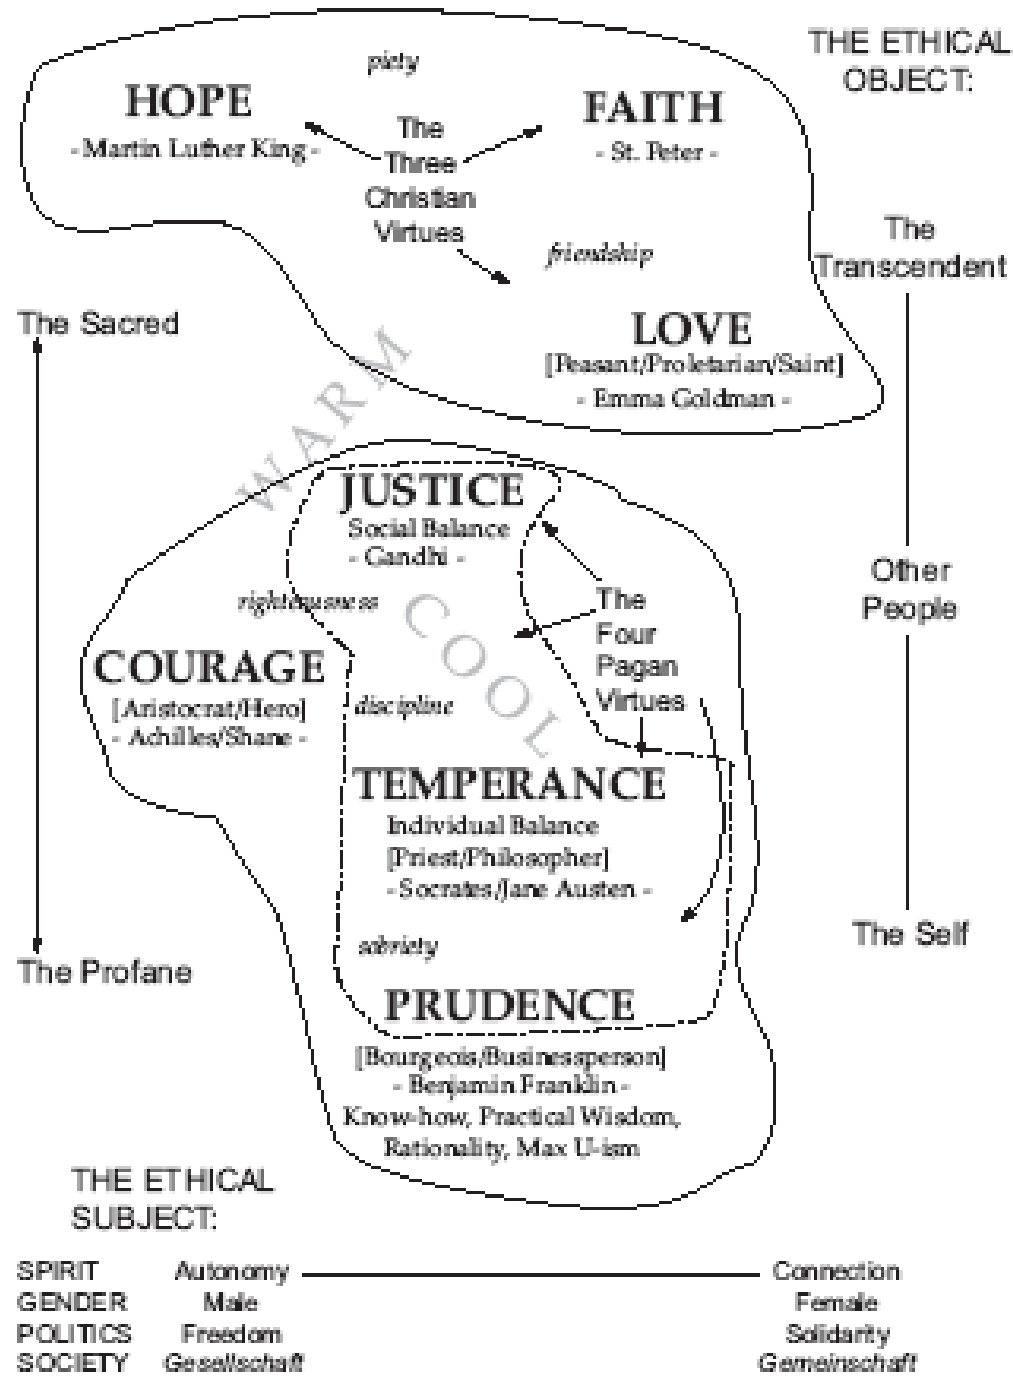 THE ETHICAL
OBJECT:
piety
HOPE
- Martin Luther King -
FAITH
- St. Peter -
The
Three
Christian
Virtues
friendship
The
Transcendent
The Sacred
LOVE
[Peasant/Proletarian/Saint]
- Emma Goldman -
WARM
JUSTICE
Social Balance
- Gandhi -
righteousness
COOL
The
Four
Pagan
Virtues
Other
People
COURAGE
[Aristocrat/Hero]
- Achilles/Shane -
discipline
TEMPERANCE
Individual Balance
[Priest/Philosopher]
- Socrates/Jane Austen -
The Self
sobriety
The Profane
PRUDENCE
[Bourgeois/Businessperson]
- Benjamin Franklin -
Know-how, Practical Wisdom,
Rationality, Max U-ism
THE ETHICAL
SUBJECT:
SPIRIT Autonomy Connection
GENDER Male Female
POLITICS Freedom Solidarity
SOCIETY Gesellschaft Gemeinschaft